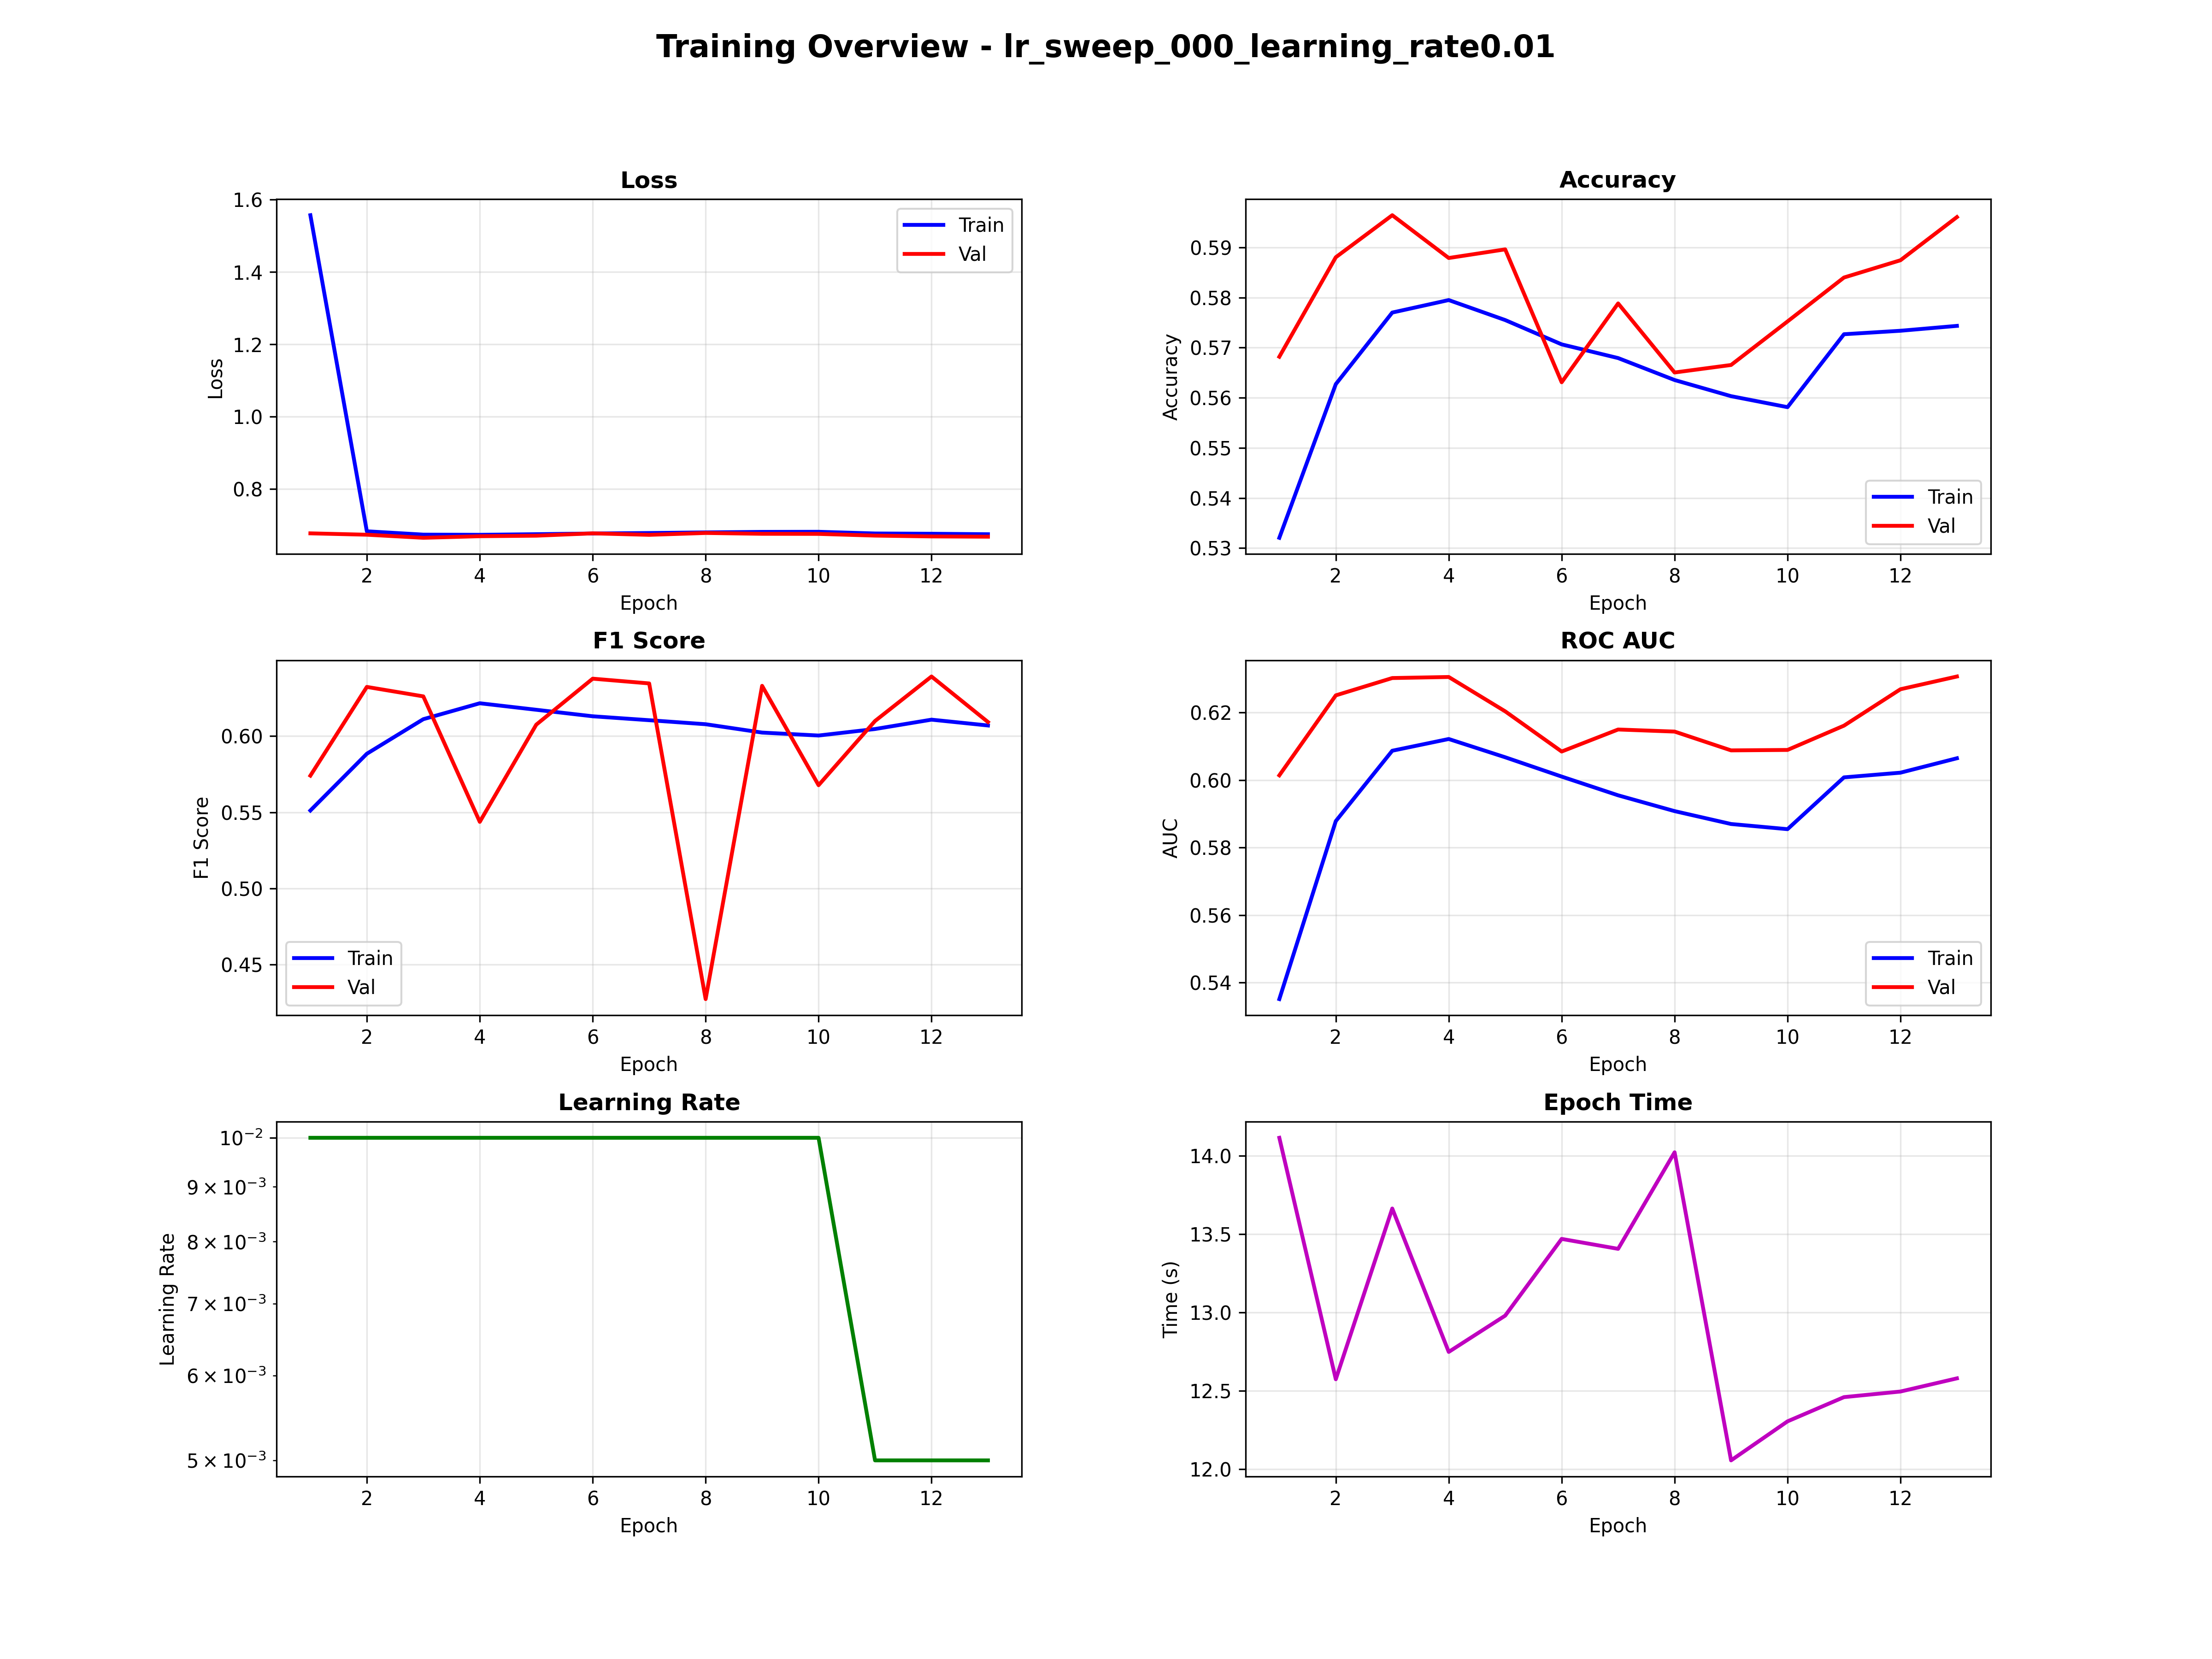 Training Overview - lr_sweep_000_learning_rate0.01
Loss
1.6
1.4
1.2
1.0
0.8
Loss
Train
Val
2 4 6 8 10 12
Epoch
Accuracy
0.59
0.58
0.57
0.56
0.55
0.54
0.53
Accuracy
Train
Val
2 4 6 8 10 12
Epoch
F1 Score
0.60
0.55
0.50
0.45
F1 Score
Train
Val
2 4 6 8 10 12
Epoch
ROC AUC
0.62
0.60
0.58
0.56
0.54
AUC
Train
Val
2 4 6 8 10 12
Epoch
Learning Rate
10⁻²
9 × 10⁻³
8 × 10⁻³
7 × 10⁻³
6 × 10⁻³
5 × 10⁻³
Learning Rate
2 4 6 8 10 12
Epoch
Epoch Time
14.0
13.5
13.0
12.5
12.0
Time (s)
2 4 6 8 10 12
Epoch